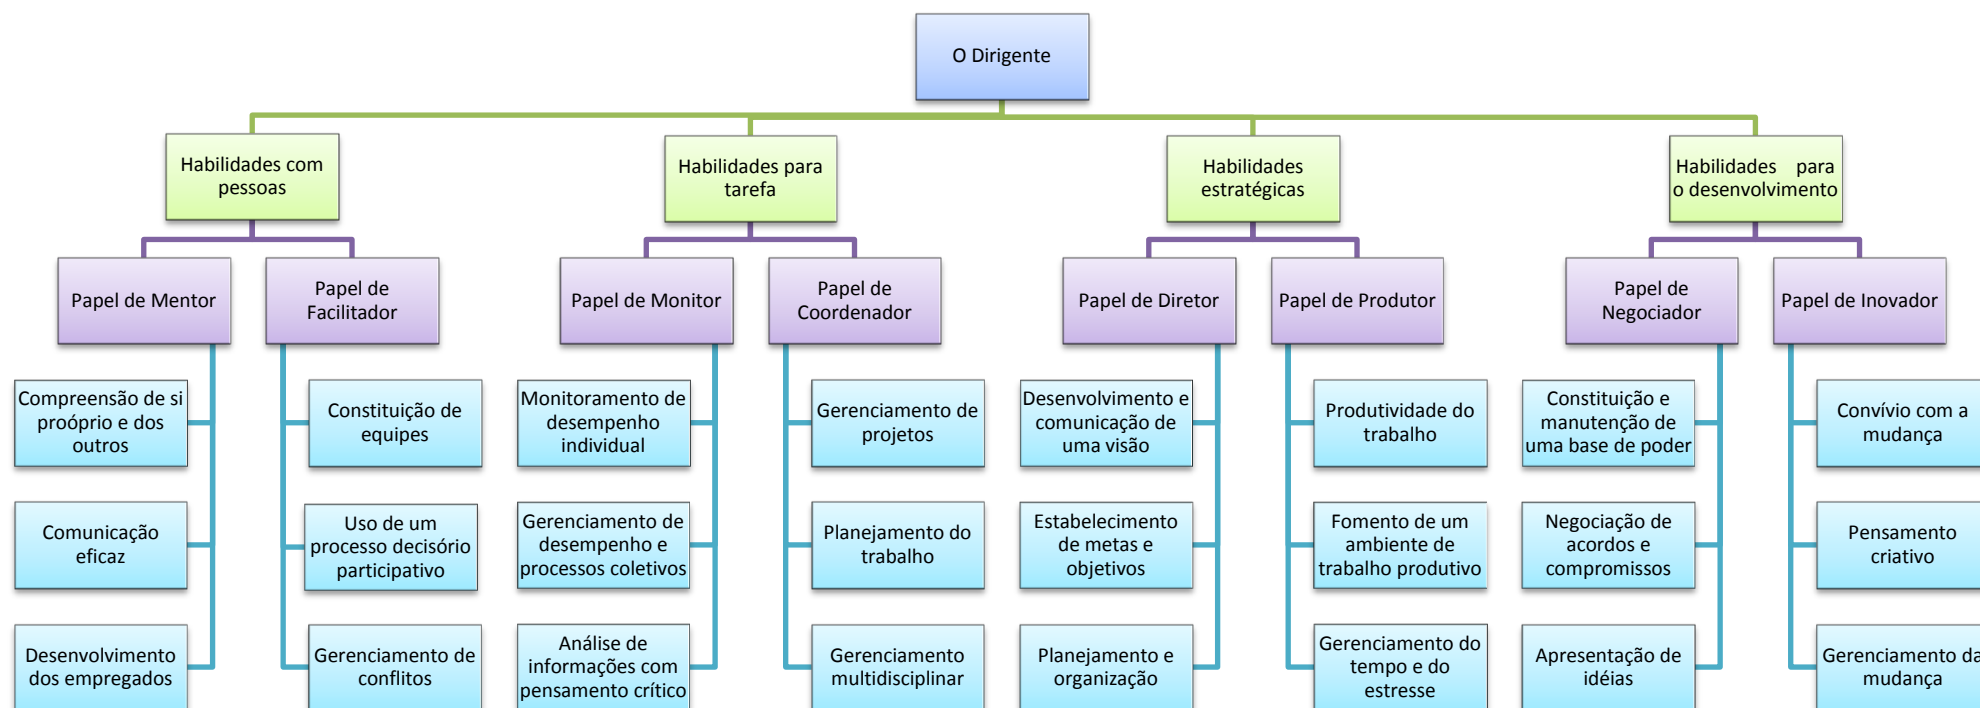 O Dirigente
Habilidades com
pessoas
Habilidades para
tarefa
Habilidades
estratégicas
Habilidades para
o desenvolvimento
Papel de Mentor
Papel de
Facilitador
Papel de Monitor
Papel de
Coordenador
Papel de Diretor
Papel de Produtor
Papel de
Negociador
Papel de Inovador
Compreensão de si
proóprio e dos
outros
Constituição de
equipes
Monitoramento de
desempenho
individual
Gerenciamento de
projetos
Desenvolvimento e
comunicação de
uma visão
Produtividade do
trabalho
Constituição e
manutenção de
uma base de poder
Convívio com a
mudança
Comunicação
eficaz
Uso de um
processo decisório
participativo
Gerenciamento de
desempenho e
processos coletivos
Planejamento do
trabalho
Estabelecimento
de metas e
objetivos
Fomento de um
ambiente de
trabalho produtivo
Negociação de
acordos e
compromissos
Pensamento
criativo
Desenvolvimento
dos empregados
Gerenciamento de
conflitos
Análise de
informações com
pensamento crítico
Gerenciamento
multidisciplinar
Planejamento e
organização
Gerenciamento do
tempo e do
estresse
Apresentação de
idéias
Gerenciamento da
mudança